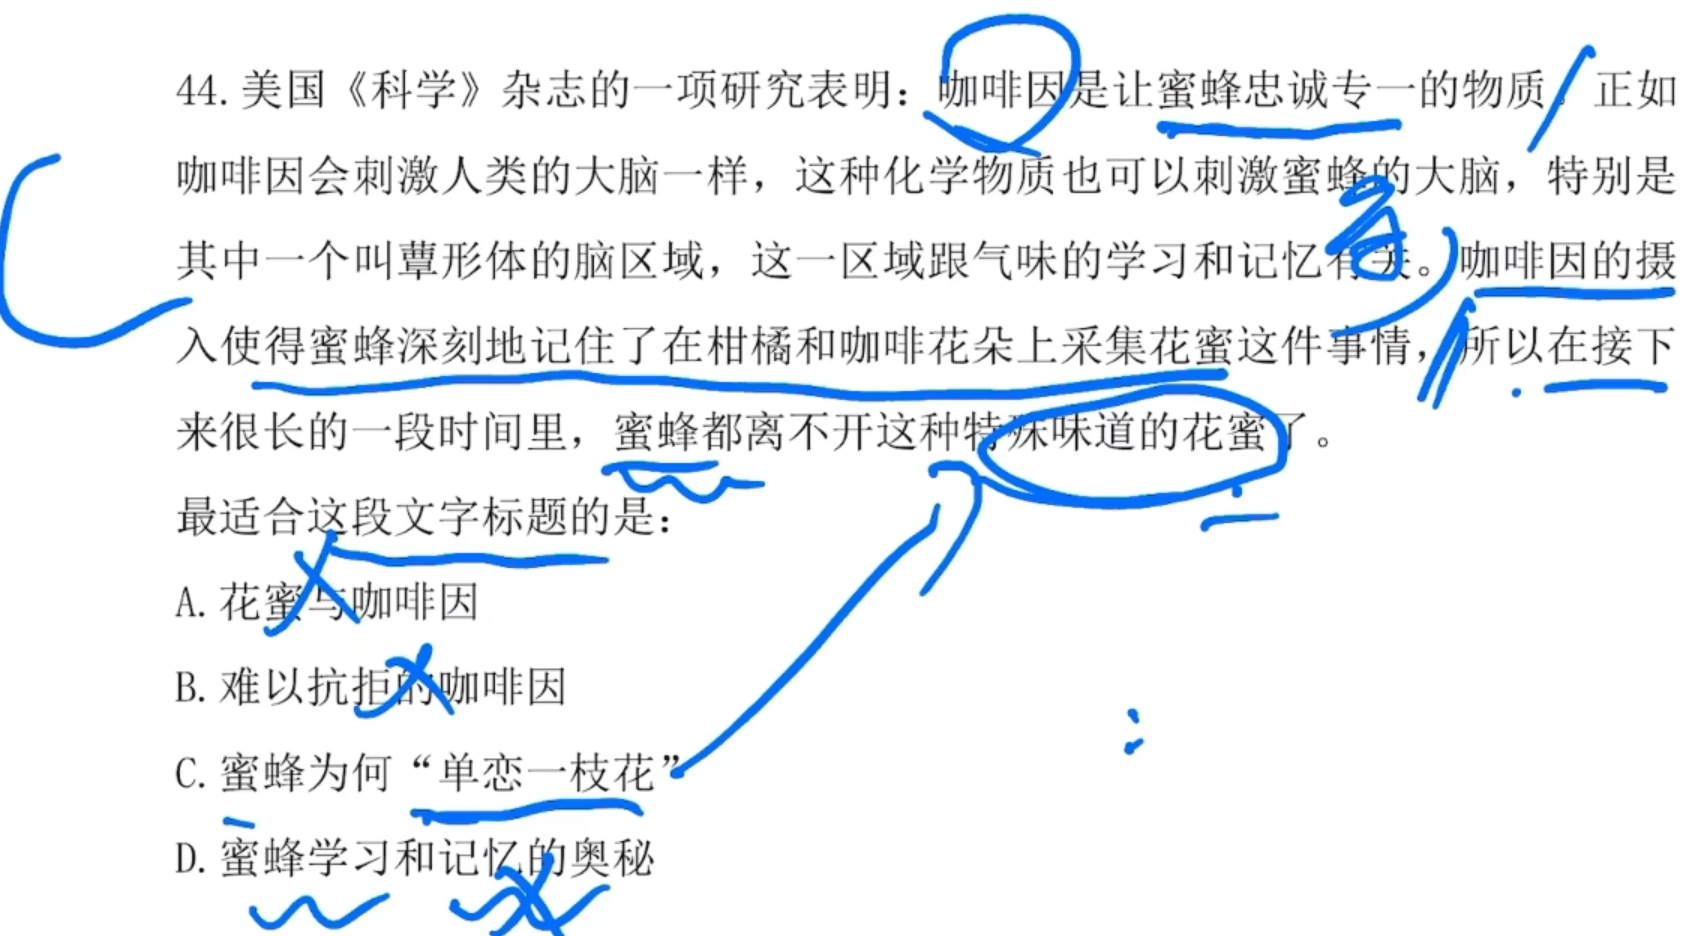 44.美国《科学》杂志的一项研究表明：咖啡因是让蜜蜂忠诚专一的物质。正如
咖啡因会刺激人类的大脑一样，这种化学物质也可以刺激蜜蜂的大脑，特别是
其中一个叫蕈形体的脑区域，这一区域跟气味的学习和记忆有关。咖啡因的摄
入使得蜜蜂深刻地记住了在柑橘和咖啡花朵上采集花蜜这件事情，所以在接下
来很长的一段时间里，蜜蜂都离不开这种特殊味道的花蜜了。
最适合这段文字标题的是：
A.花蜜与咖啡因
B.难以抗拒的咖啡因
C.蜜蜂为何“单恋一枝花”
D.蜜蜂学习和记忆的奥秘